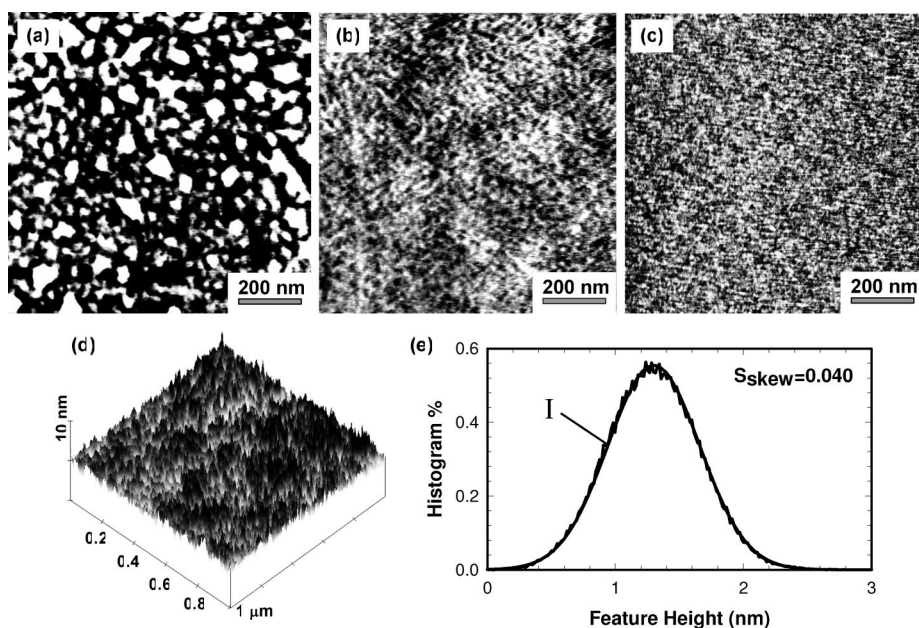 (a)
(b)
(c)
200 nm
200 nm
200 nm
(d)
10 nm
0.2
0.4
0.6
0.8
1 μm
(e)
0.6
0.4
0.2
0.0
Histogram %
Sskew=0.040
I
0
1
2
3
Feature Height (nm)